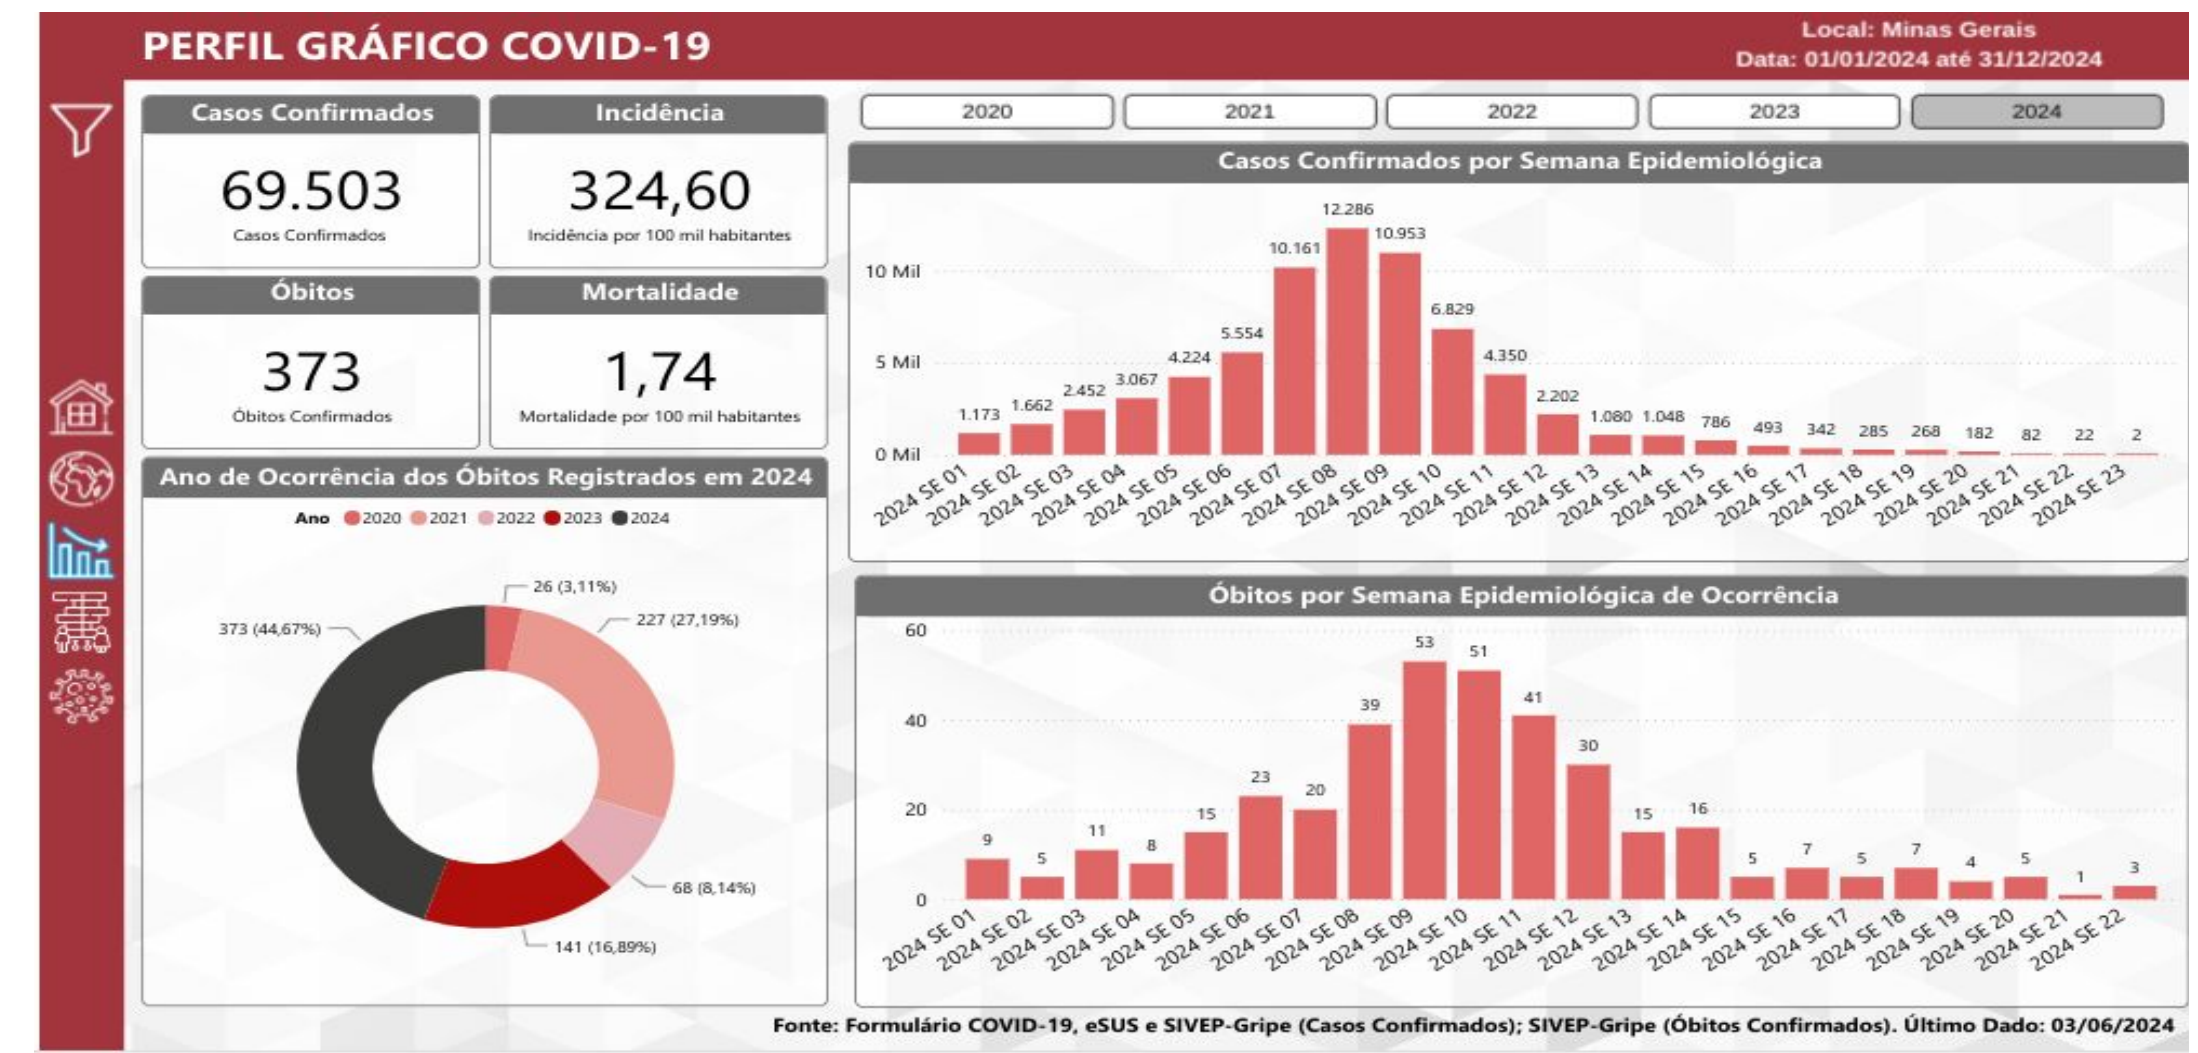 PERFIL GRÁFICO COVID-19
Local: Minas Gerais
Data: 01/01/2024 até 31/12/2024
Casos Confirmados
69.503
Casos Confirmados
Incidência
324,60
Incidência por 100 mil habitantes
Óbitos
373
Óbitos Confirmados
Mortalidade
1,74
Mortalidade por 100 mil habitantes
Ano de Ocorrência dos Óbitos Registrados em 2024
Ano 2020 2021 2022 2023 2024
26 (3,11%)
227 (27,19%)
373 (44,67%)
68 (8,14%)
141 (16,89%)
2020 2021 2022 2023 2024
Casos Confirmados por Semana Epidemiológica
10 Mil
5 Mil
0 Mil
1.173 1.662 2.452 3.067 4.224 5.554 10.161 12.286 10.953 6.829 4.350 2.202 1.080 1.048 786 493 342 285 268 182 82 22 2
2024 SE 01 2024 SE 02 2024 SE 03 2024 SE 04 2024 SE 05 2024 SE 06 2024 SE 07 2024 SE 08 2024 SE 09 2024 SE 10 2024 SE 11 2024 SE 12 2024 SE 13 2024 SE 14 2024 SE 15 2024 SE 16 2024 SE 17 2024 SE 18 2024 SE 19 2024 SE 20 2024 SE 21 2024 SE 22 2024 SE 23
Óbitos por Semana Epidemiológica de Ocorrência
60
40
20
0
9 5 11 8 15 23 20 39 53 51 41 30 15 16 5 7 5 7 4 5 1 3
2024 SE 01 2024 SE 02 2024 SE 03 2024 SE 04 2024 SE 05 2024 SE 06 2024 SE 07 2024 SE 08 2024 SE 09 2024 SE 10 2024 SE 11 2024 SE 12 2024 SE 13 2024 SE 14 2024 SE 15 2024 SE 16 2024 SE 17 2024 SE 18 2024 SE 19 2024 SE 20 2024 SE 21 2024 SE 22
Fonte: Formulário COVID-19, eSUS e SIVEP-Gripe (Casos Confirmados); SIVEP-Gripe (Óbitos Confirmados). Último Dado: 03/06/2024